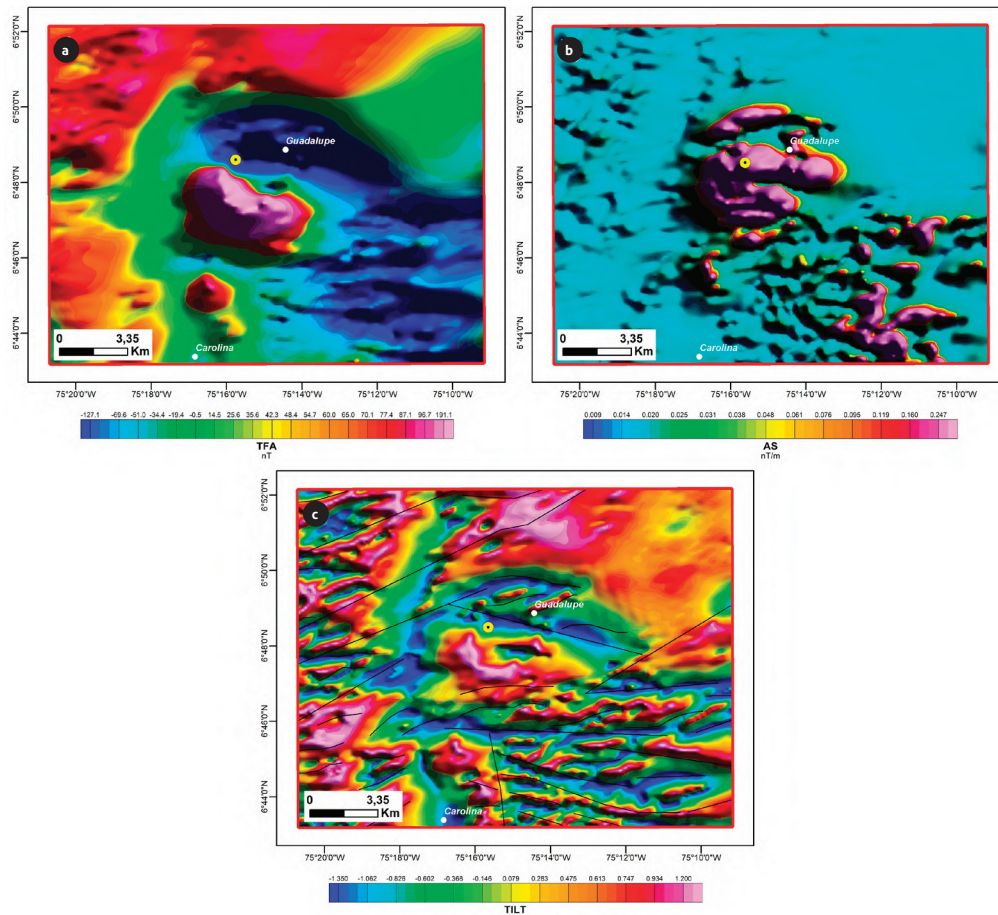 a
Guadalupe
Carolina
0 3,35
Km
6°52'0"N
6°50'0"N
6°48'0"N
6°46'0"N
6°44'0"N
75°20'0"W 75°18'0"W 75°16'0"W 75°14'0"W 75°12'0"W 75°10'0"W
-127.1 -69.6 -51.0 -34.4 -19.4 -0.5 14.5 25.6 35.6 42.3 48.4 54.7 60.0 65.0 70.1 77.4 87.1 95.7 191.1
TFA
nT
b
Guadalupe
Carolina
0 3,35
Km
6°52'0"N
6°50'0"N
6°48'0"N
6°46'0"N
6°44'0"N
75°20'0"W 75°18'0"W 75°16'0"W 75°14'0"W 75°12'0"W 75°10'0"W
0.009 0.014 0.020 0.025 0.031 0.038 0.048 0.061 0.076 0.095 0.119 0.160 0.247
AS
nT/m
c
Guadalupe
Carolina
0 3,35
Km
6°52'0"N
6°50'0"N
6°48'0"N
6°46'0"N
6°44'0"N
75°20'0"W 75°18'0"W 75°16'0"W 75°14'0"W 75°12'0"W 75°10'0"W
-1.350 -1.062 -0.828 -0.602 -0.368 -0.146 0.079 0.283 0.475 0.613 0.747 0.934 1.200
TILT